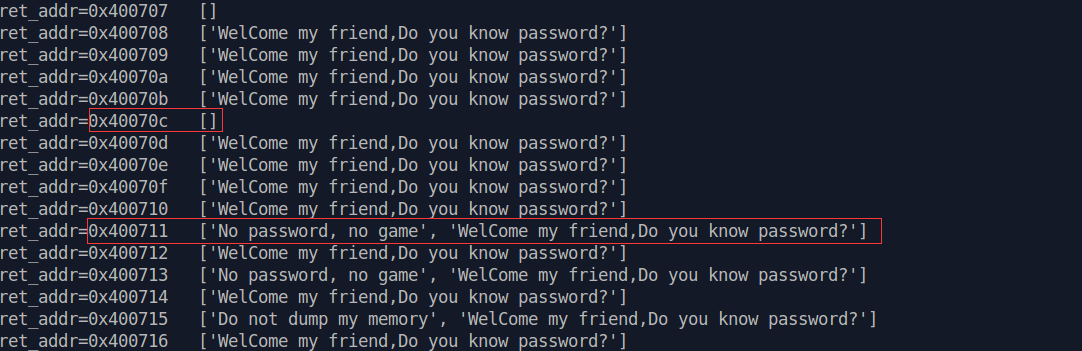 ret_addr=0x400707   []
ret_addr=0x400708   ['WelCome my friend,Do you know password?']
ret_addr=0x400709   ['WelCome my friend,Do you know password?']
ret_addr=0x40070a   ['WelCome my friend,Do you know password?']
ret_addr=0x40070b   ['WelCome my friend,Do you know password?']
ret_addr=0x40070c   []
ret_addr=0x40070d   ['WelCome my friend,Do you know password?']
ret_addr=0x40070e   ['WelCome my friend,Do you know password?']
ret_addr=0x40070f   ['WelCome my friend,Do you know password?']
ret_addr=0x400710   ['WelCome my friend,Do you know password?']
ret_addr=0x400711   ['No password, no game', 'WelCome my friend,Do you know password?']
ret_addr=0x400712   ['WelCome my friend,Do you know password?']
ret_addr=0x400713   ['No password, no game', 'WelCome my friend,Do you know password?']
ret_addr=0x400714   ['WelCome my friend,Do you know password?']
ret_addr=0x400715   ['Do not dump my memory', 'WelCome my friend,Do you know password?']
ret_addr=0x400716   ['WelCome my friend,Do you know password?']